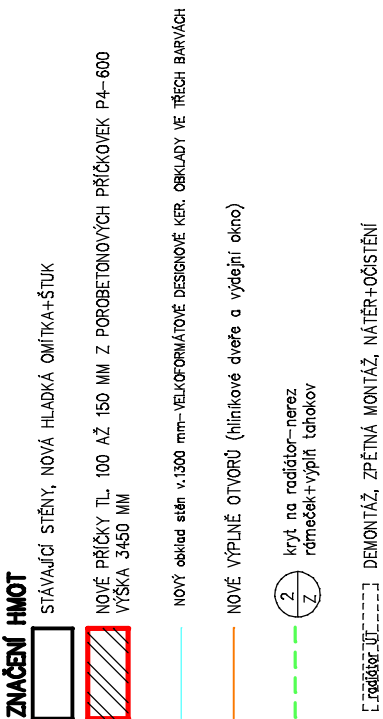 ZNAČENÍ HMOT
STÁVAJÍCÍ STĚNY, NOVÁ HLADKÁ OMÍTKA+ŠTUK
NOVÉ PŘÍČKY TL. 100 AŽ 150 MM Z POROBETONOVÝCH PŘÍČKOVEK P4-600
VÝŠKA 3450 MM
NOVÝ obklad stěn v.1300 mm-VELKOFORMÁTOVÉ DESIGNOVÉ KER. OBKLADY VE TŘECH BARVÁCH
NOVÉ VÝPLNĚ OTVORŮ (hliníkové dveře a výdejní okno)
2
Z
kryt na radiátor-nerez
rámeček+výplň tahokov
radiátor ÚT
DEMONTÁŽ, ZPĚTNÁ MONTÁŽ, NÁTĚR+OČISTĚNÍ